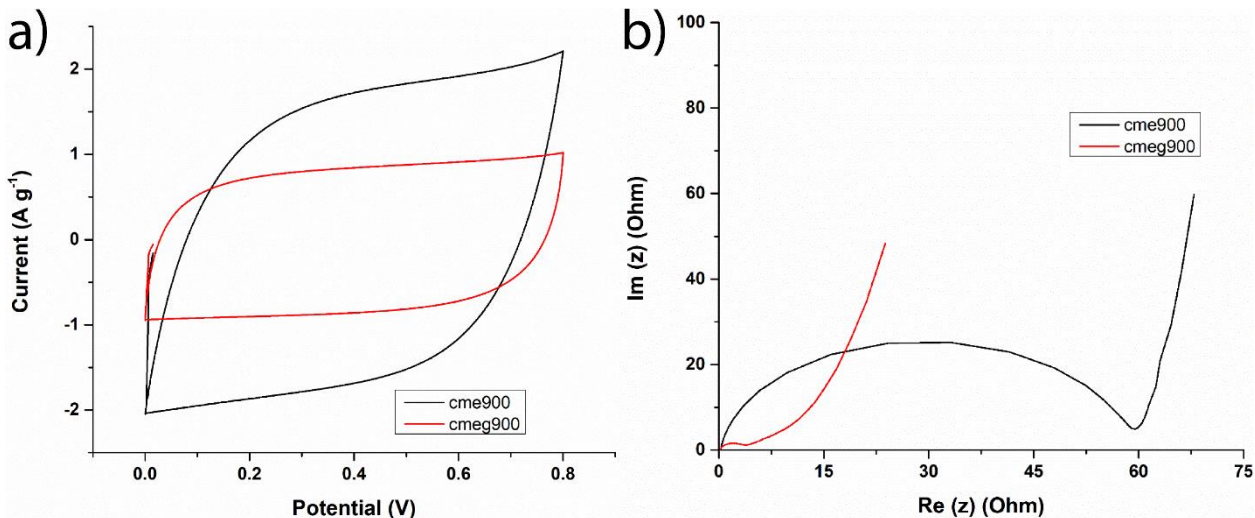 a)
2
1
0
-1
-2
Current (A g⁻¹)
cme900
cmeg900
0.0 0.2 0.4 0.6 0.8
Potential (V)
b)
100
80
60
40
20
0
Im (z) (Ohm)
cme900
cmeg900
0 15 30 45 60 75
Re (z) (Ohm)